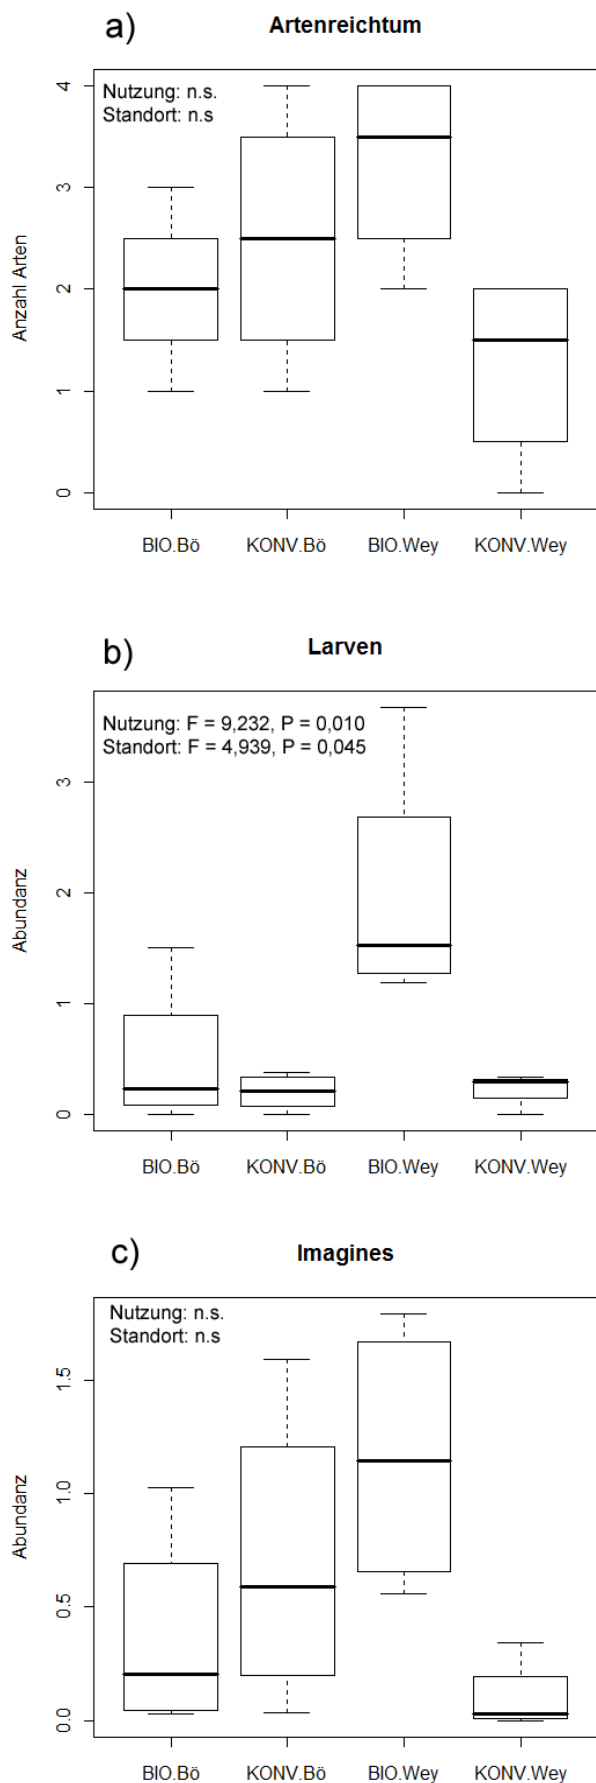 a) Artenreichtum
Nutzung: n.s.
Standort: n.s
Anzahl Arten
4
3
2
1
0
BIO.Bö KONV.Bö BIO.Wey KONV.Wey
b) Larven
Nutzung: F = 9,232, P = 0,010
Standort: F = 4,939, P = 0,045
Abundanz
3
2
1
0
BIO.Bö KONV.Bö BIO.Wey KONV.Wey
c) Imagines
Nutzung: n.s.
Standort: n.s
Abundanz
1.5
1.0
0.5
0.0
BIO.Bö KONV.Bö BIO.Wey KONV.Wey